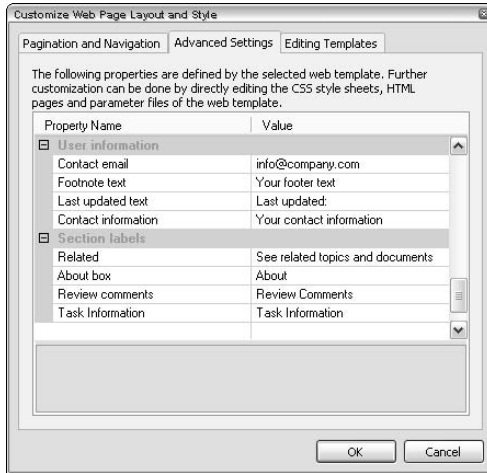 Customize Web Page Layout and Style
Pagination and Navigation Advanced Settings Editing Templates
The following properties are defined by the selected web template. Further
customization can be done by directly editing the CSS style sheets, HTML
pages and parameter files of the web template.
Property Name Value
User information
Contact email info@company.com
Footnote text Your footer text
Last updated text Last updated:
Contact information Your contact information
Section labels
Related See related topics and documents
About box About
Review comments Review Comments
Task Information Task Information
OK Cancel